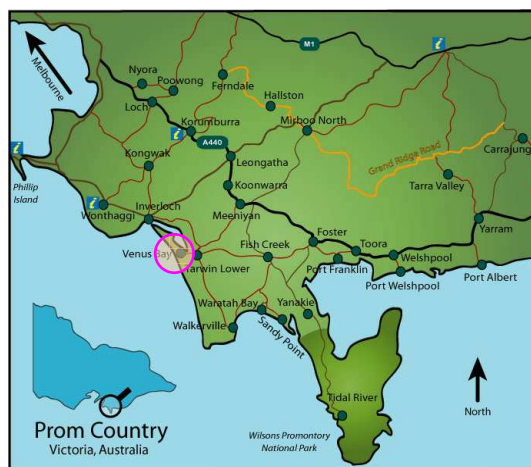 M1
Melbourne
Nyora
Poowong
Ferndale
Hallston
Loch
Korumburra
Mirboo North
A440
Grand Ridge Road
Carrajung
Kongwak
Leongatha
Tarra Valley
Phillip
Island
Koonwarra
Wonthaggi
Inverloch
Meeniyan
Yarram
Foster
Toora
Venus Bay
Tarwin Lower
Fish Creek
Welshpool
Port Franklin
Port Albert
Port Welshpool
Waratah Bay
Yanakie
Walkerville
Sandy Point
Tidal River
North
Prom Country
Victoria, Australia
Wilsons Promontory
National Park
i
i
i
i